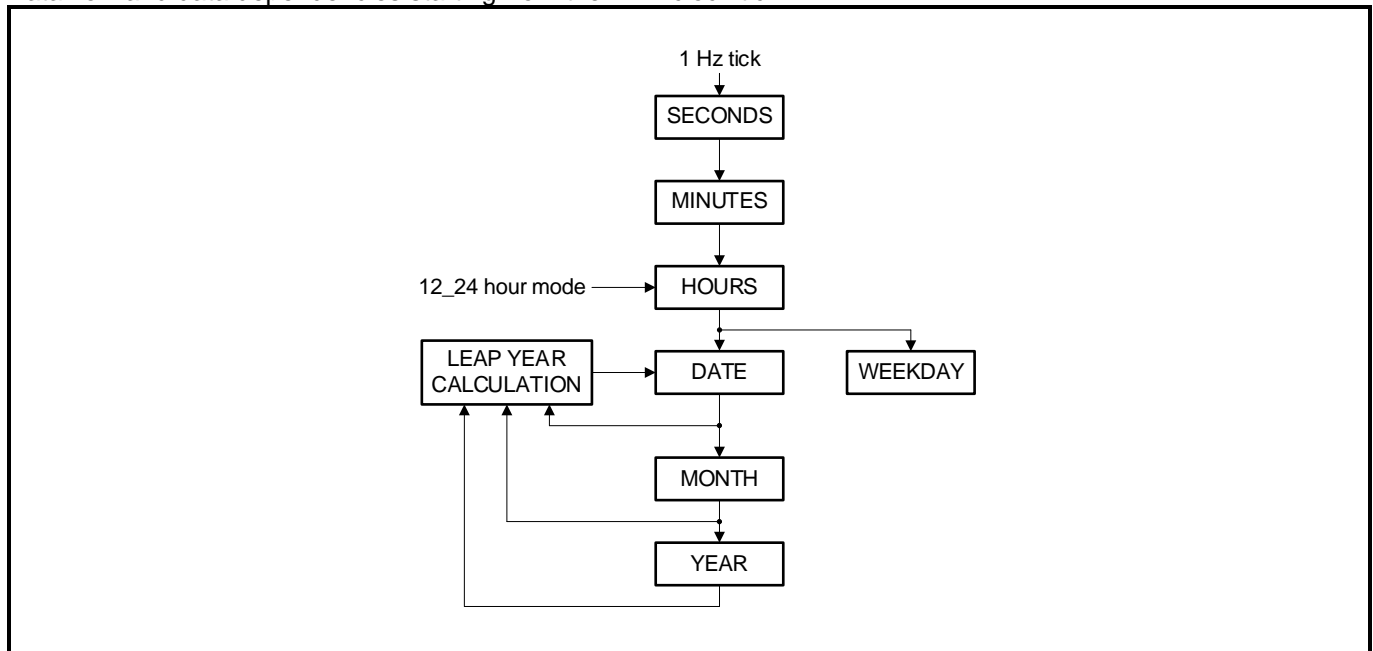 1 Hz tick
SECONDS
MINUTES
12_24 hour mode
HOURS
LEAP YEAR
CALCULATION
DATE
WEEKDAY
MONTH
YEAR